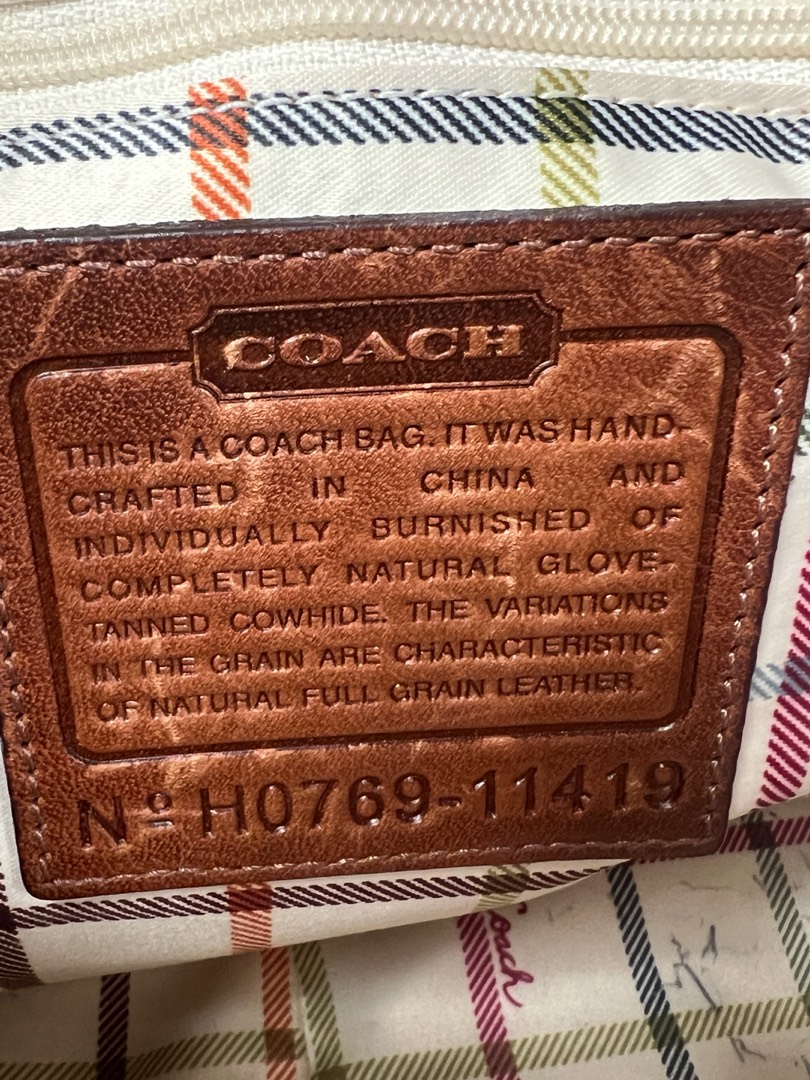 COACH
THIS IS A COACH BAG. IT WAS HAND-
CRAFTED IN CHINA AND
INDIVIDUALLY BURNISHED OF
COMPLETELY NATURAL GLOVE-
TANNED COWHIDE. THE VARIATIONS
IN THE GRAIN ARE CHARACTERISTIC
OF NATURAL FULL GRAIN LEATHER.
Nº H0769-11419
Coach